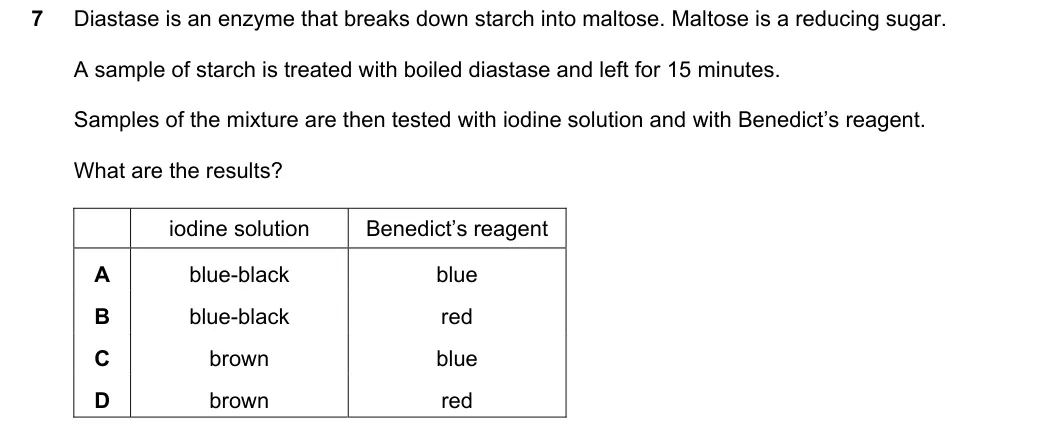 7 Diastase is an enzyme that breaks down starch into maltose. Maltose is a reducing sugar.
A sample of starch is treated with boiled diastase and left for 15 minutes.
Samples of the mixture are then tested with iodine solution and with Benedict’s reagent.
What are the results?
iodine solution Benedict’s reagent
A blue-black blue
B blue-black red
C brown blue
D brown red